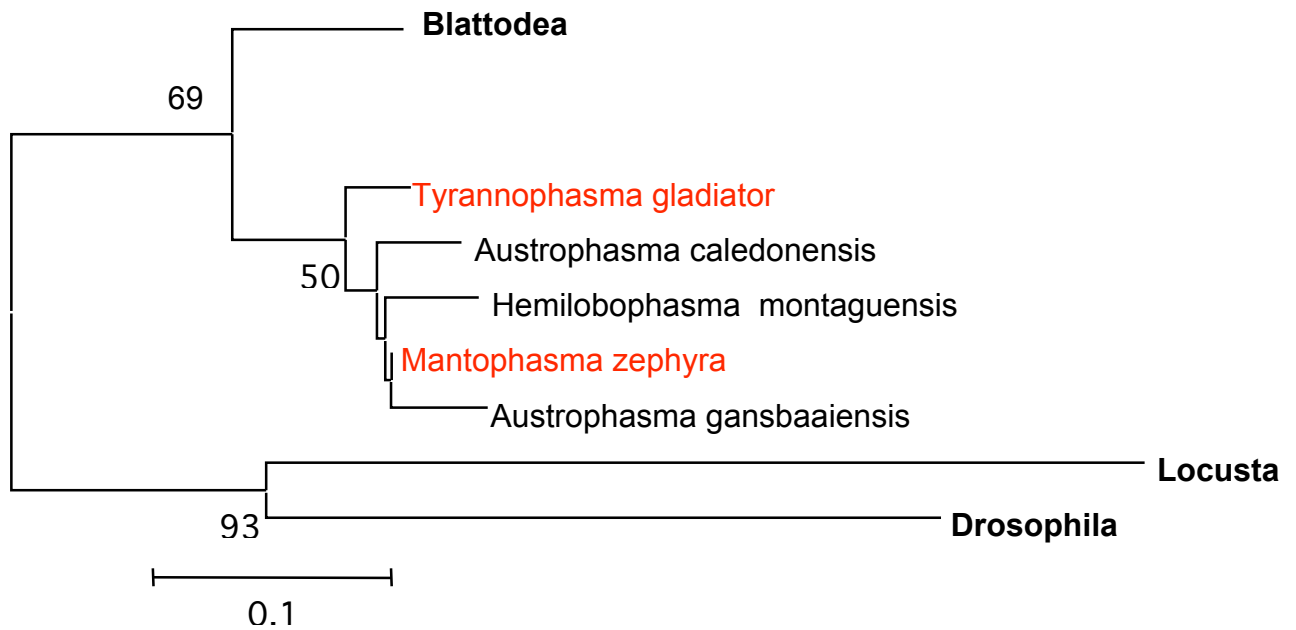 Blattodea
69
Tyrannophasma gladiator
Austrophasma caledonensis
50
Hemilobophasma montaguensis
Mantophasma zephyra
Austrophasma gansbaaiensis
Locusta
93
Drosophila
0.1